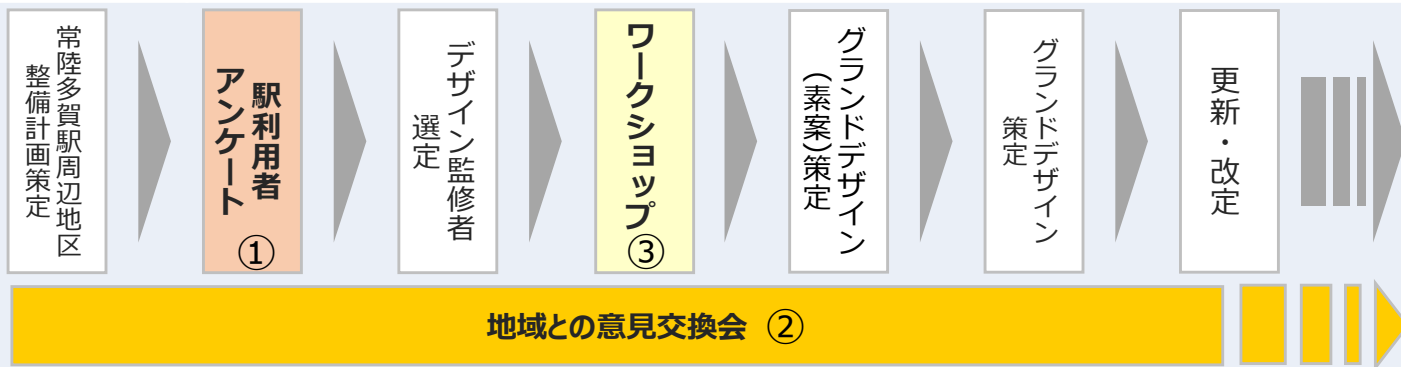 常陸多賀駅周辺地区
整備計画策定
駅利用者
アンケート
①
デザイン監修者
選定
ワークショップ
③
グランドデザイン
（素案）策定
グランドデザイン
策定
更新・改定
地域との意見交換会 ②